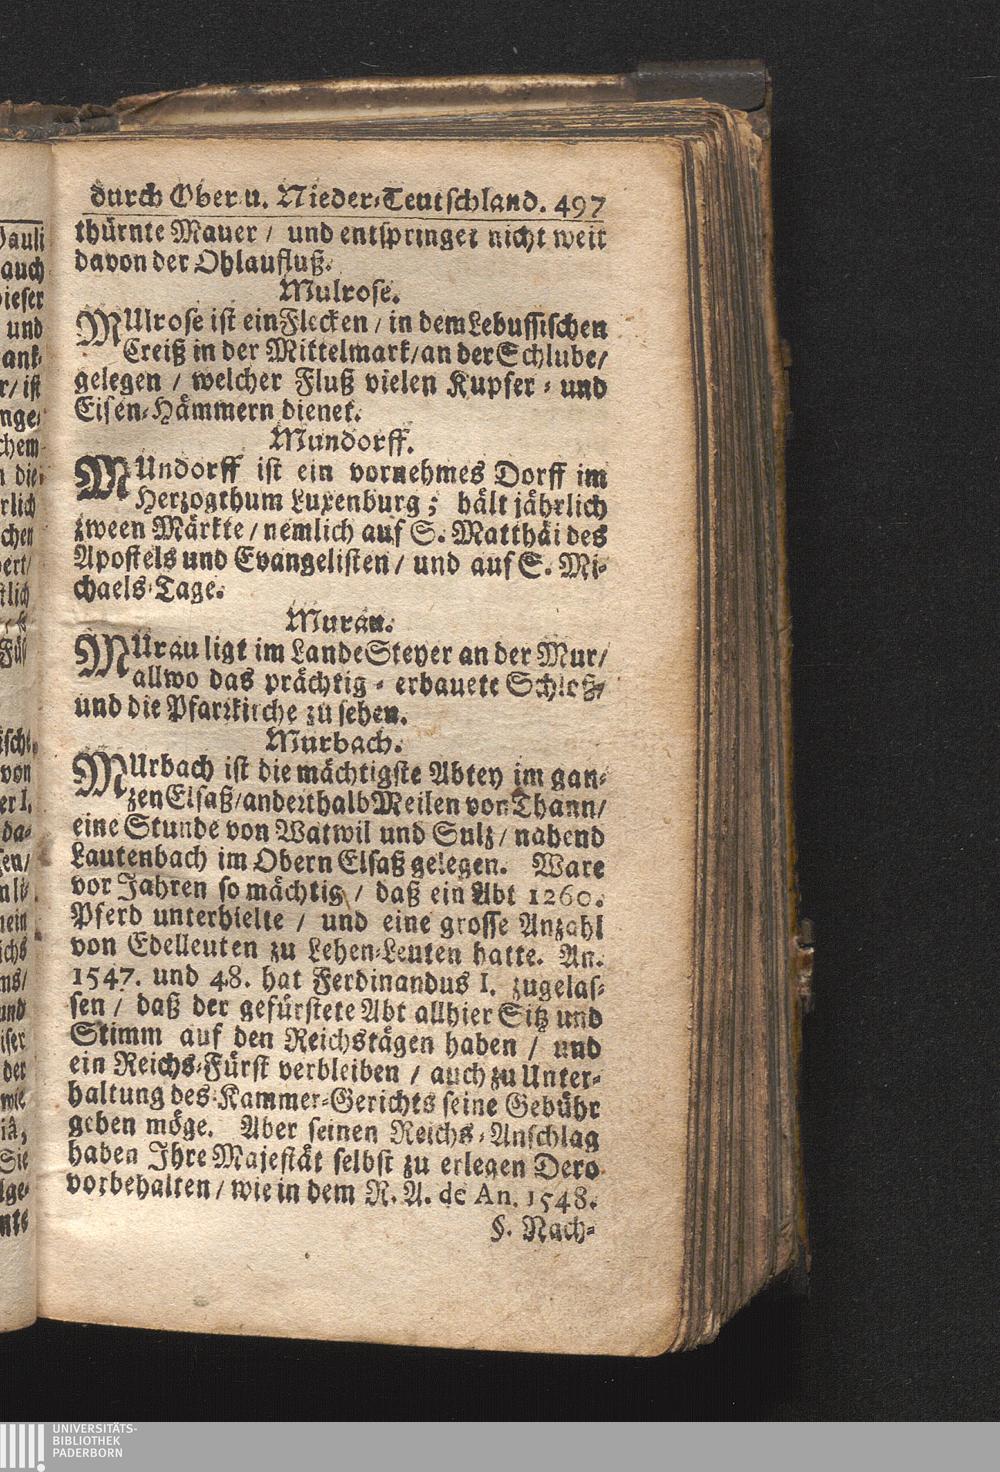 durch Ober u. Nieder-Teutschland. 497
thürnte Mauer / und entspringet nicht weit
davon der Ohlaufluß.
Mulrose.
MUlrose ist ein Flecken / in dem Lebussischen
Creiß in der Mittelmark / an der Schlube /
gelegen / welcher Fluß vielen Kupfer- und
Eisen-Hämmern dienet.
Mundorff.
MUndorff ist ein vornehmes Dorff im
Herzogthum Luxenburg; hält jährlich
zween Märkte / nemlich auf S. Matthäi des
Apostels und Evangelisten / und auf S. Mi-
chaels-Tage.
Murau.
MUrau ligt im Lande Steyer an der Mur /
allwo das prächtig-erbauete Schloß /
und die Pfarrkirche zu sehen.
Murbach.
MUrbach ist die mächtigste Abtey im gan-
zen Elsaß / anderthalb Meilen von Thann /
eine Stunde von Watwil und Sulz / nahend
Lautenbach im Obern Elsaß gelegen. Ware
vor Jahren so mächtig / daß ein Abt 1260.
Pferd unterhielte / und eine grosse Anzahl
von Edelleuten zu Lehen-Leuten hatte. An.
1547. und 48. hat Ferdinandus I. zugelas-
sen / daß der gefürstete Abt allhier Sitz und
Stimm auf den Reichstägen haben / und
ein Reichs-Fürst verbleiben / auch zu Unter-
haltung des Kammer-Gerichts seine Gebühr
geben möge. Aber seinen Reichs-Anschlag
haben Ihre Majestät selbst zu erlegen Dero
vorbehalten / wie in dem R. A. de An. 1548.
§. Nach-
UNIVERSITÄTS-
BIBLIOTHEK
PADERBORN